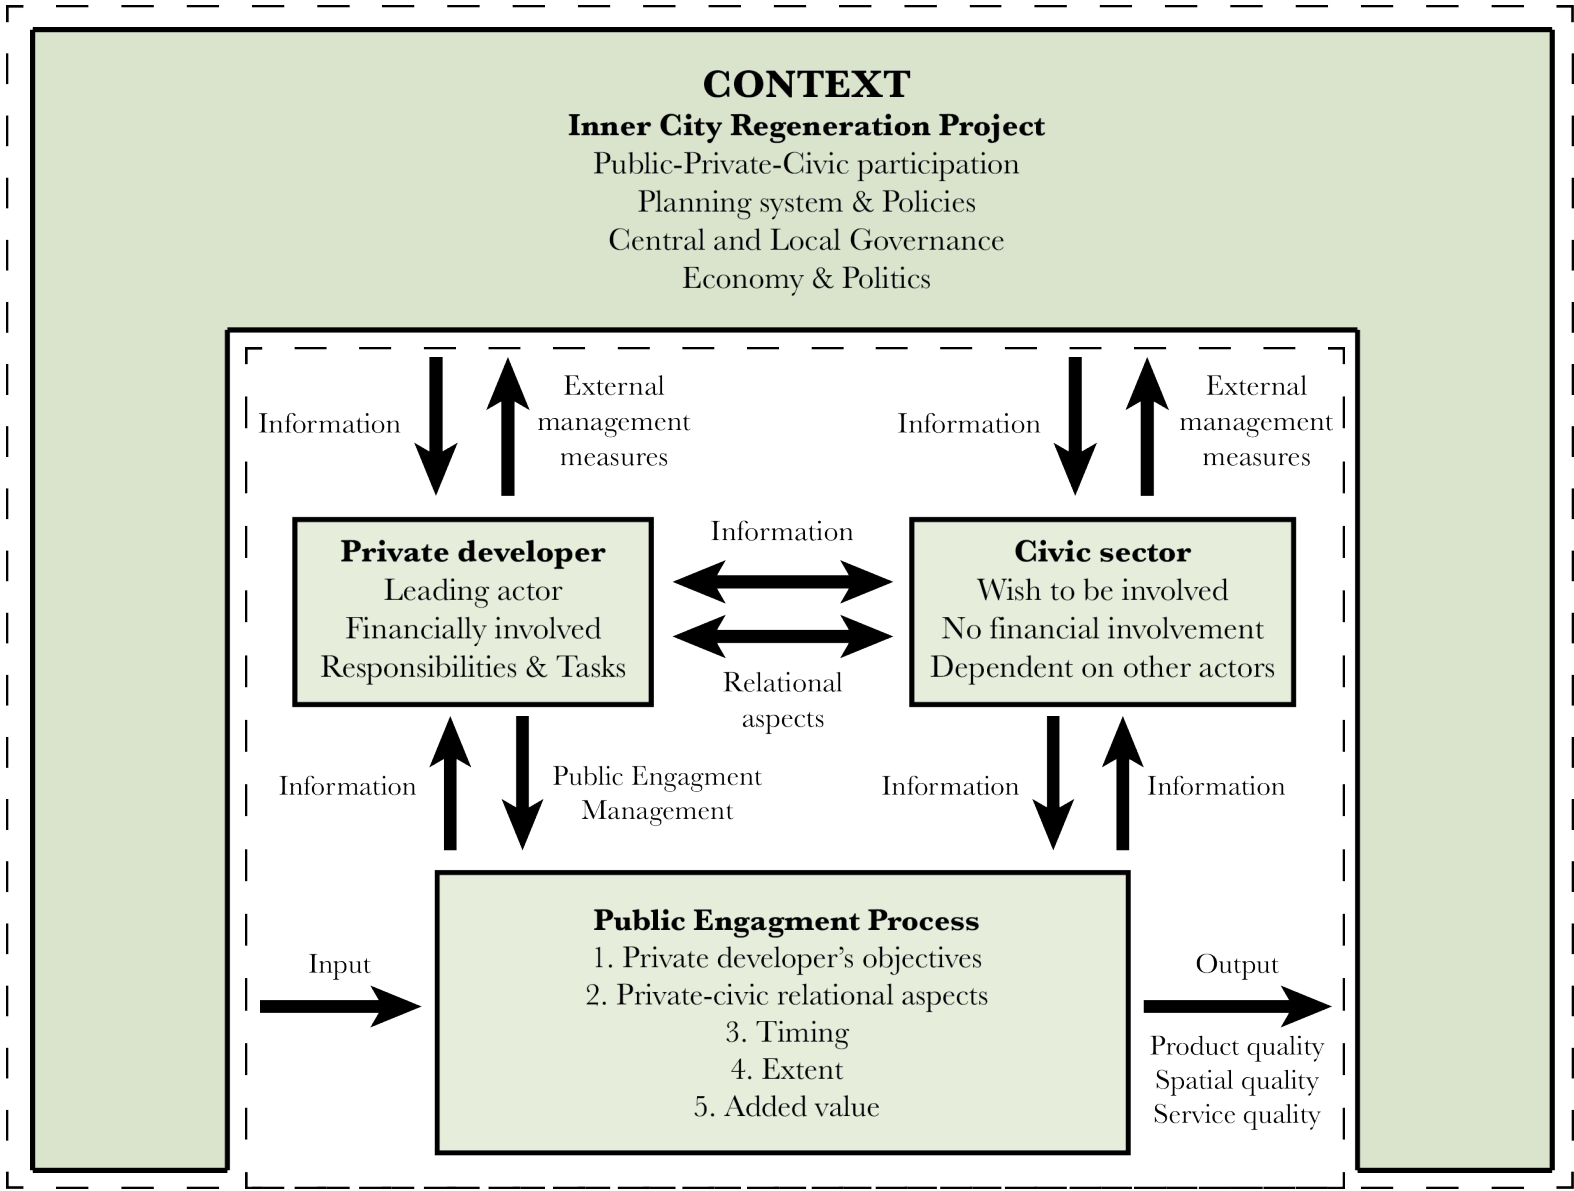 CONTEXT
Inner City Regeneration Project
Public-Private-Civic participation
Planning system & Policies
Central and Local Governance
Economy & Politics
Information
External
management
measures
Information
External
management
measures
Private developer
Leading actor
Financially involved
Responsibilities & Tasks
Information
Relational
aspects
Civic sector
Wish to be involved
No financial involvement
Dependent on other actors
Information
Public Engagment
Management
Information
Information
Input
Public Engagment Process
1. Private developer’s objectives
2. Private-civic relational aspects
3. Timing
4. Extent
5. Added value
Output
Product quality
Spatial quality
Service quality